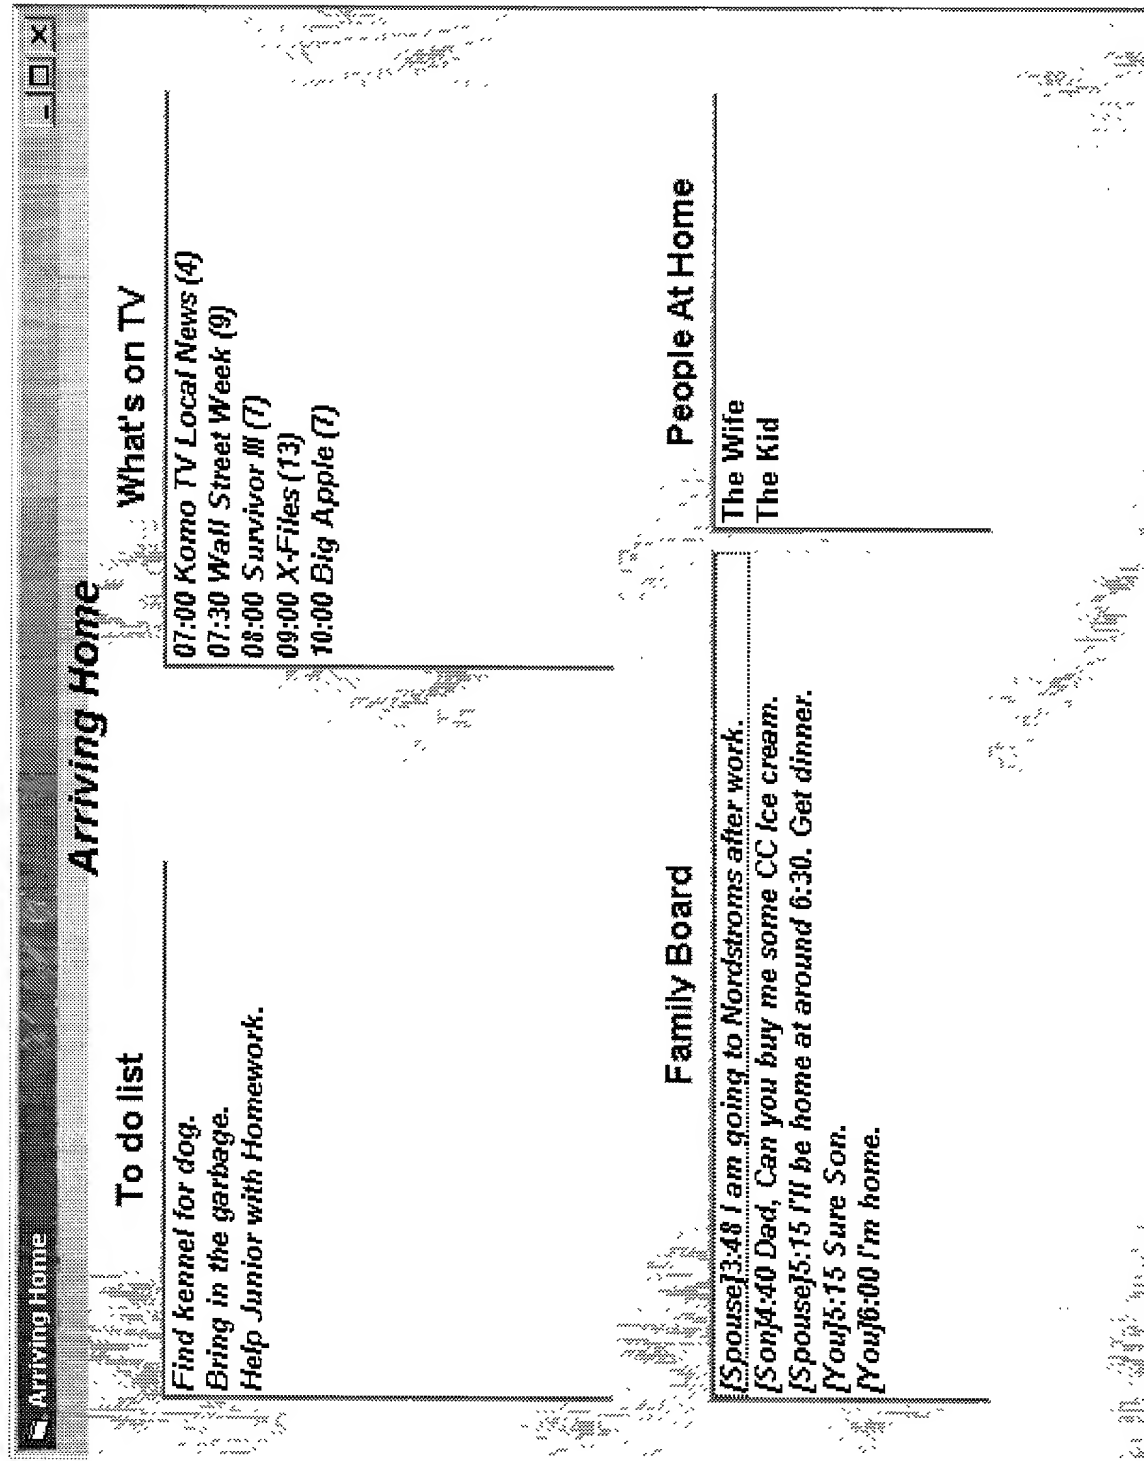 Arriving Home
Arriving Home
To do list
Find kennel for dog.
Bring in the garbage.
Help Junior with Homework.
What's on TV
07:00 Komo TV Local News (4)
07:30 Wall Street Week (9)
08:00 Survivor III (7)
09:00 X-Files (13)
10:00 Big Apple (7)
Family Board
[Spouse]3:48 I am going to Nordstroms after work.
[Son]4:40 Dad, Can you buy me some CC Ice cream.
[Spouse]5:15 I'll be home at around 6:30. Get dinner.
[You]5:15 Sure Son.
[You]6:00 I'm home.
People At Home
The Wife
The Kid